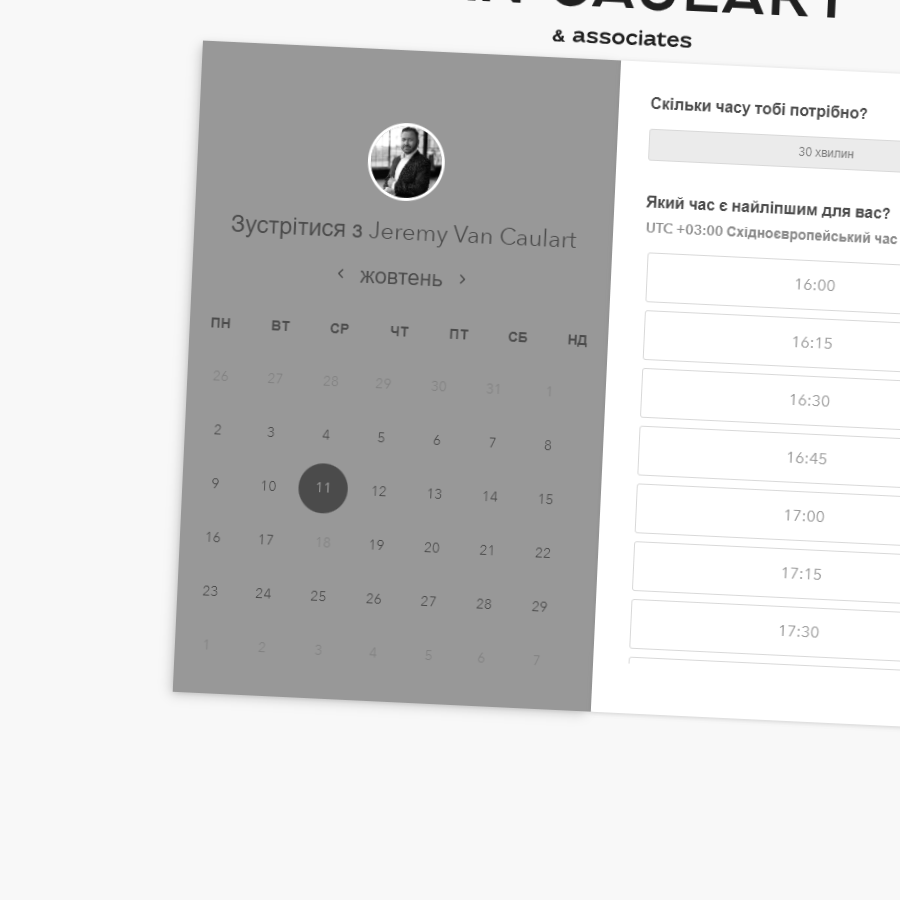 CAULART
& associates
Зустрітися з Jeremy Van Caulart
‹ жовтень ›
ПН ВТ СР ЧТ ПТ СБ НД
26 27 28 29 30 31 1
2 3 4 5 6 7 8
9 10 11 12 13 14 15
16 17 18 19 20 21 22
23 24 25 26 27 28 29
1 2 3 4 5 6 7
Скільки часу тобі потрібно?
30 хвилин
Який час є найліпшим для вас?
UTC +03:00 Східноєвропейський час
16:00
16:15
16:30
16:45
17:00
17:15
17:30